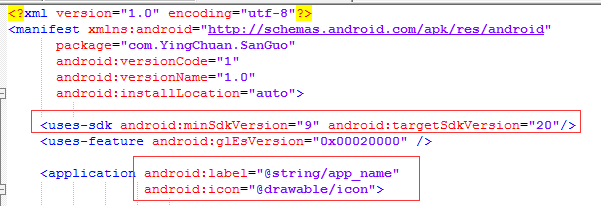 <?xml version="1.0" encoding="utf-8"?>
<manifest xmlns:android="http://schemas.android.com/apk/res/android"
package="com.YingChuan.SanGuo"
android:versionCode="1"
android:versionName="1.0"
android:installLocation="auto">
<uses-sdk android:minSdkVersion="9" android:targetSdkVersion="20"/>
<uses-feature android:glEsVersion="0x00020000" />
<application android:label="@string/app_name"
android:icon="@drawable/icon">